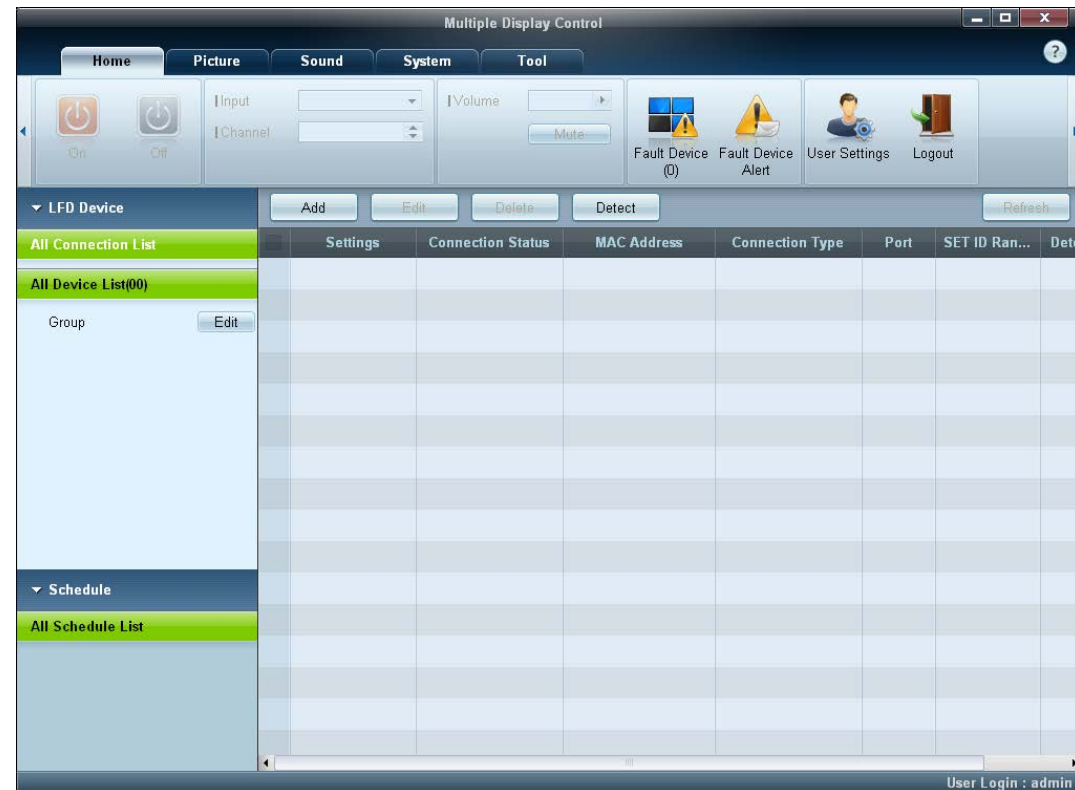 Multiple Display Control
Home Picture Sound System Tool
?
Input
Channel
On Off
Volume
Mute
Fault Device
(0)
Fault Device
Alert
User Settings
Logout
LFD Device
Add Edit Delete Detect Refresh
All Connection List
Settings Connection Status MAC Address Connection Type Port SET ID Ran... Dete
All Device List(00)
Group Edit
Schedule
All Schedule List
User Login : admin